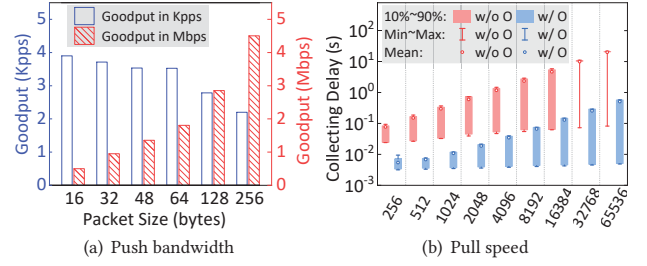 Goodput in Kpps
Goodput in Mbps
Goodput (Kpps)
5
4
3
2
1
0
5
4
3
2
1
0
Goodput (Mbps)
16 32 48 64 128 256
Packet Size (bytes)
(a) Push bandwidth
10%~90%: w/o O w/ O
Min~Max: w/o O w/ O
Mean: w/o O w/ O
Collecting Delay (s)
10²
10¹
10⁰
10⁻¹
10⁻²
10⁻³
256 512 1024 2048 4096 8192 16384 32768 65536
(b) Pull speed